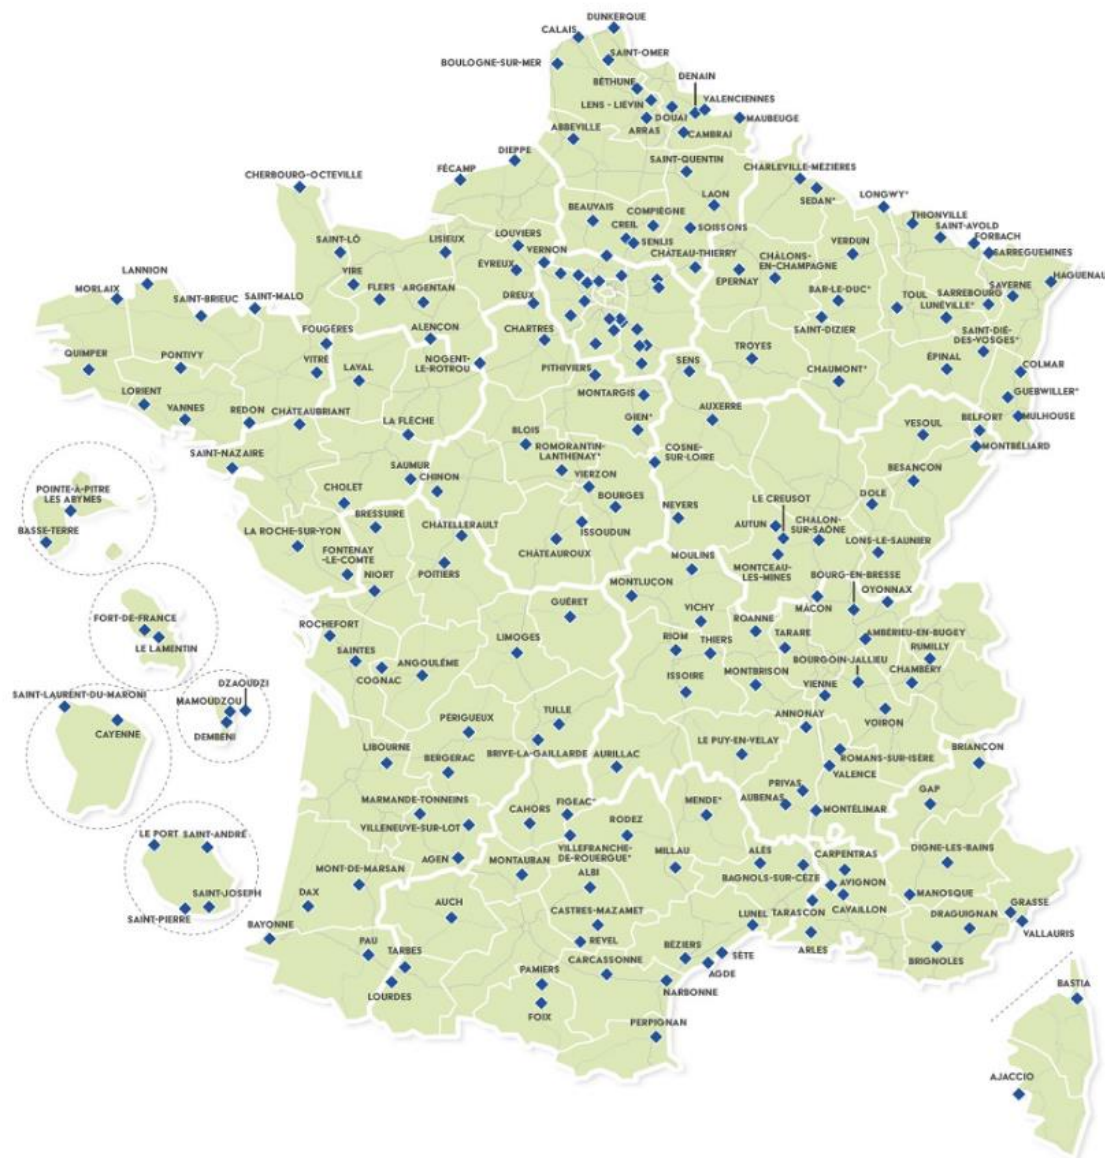 DUNKERQUE
CALAIS
SAINT-OMER
BOULOGNE-SUR-MER
DENAIN
BÉTHUNE
VALENCIENNES
LENS - LIÉVIN
DOUAI
MAUBEUGE
ARRAS
ABBEVILLE
CAMBRAI
DIEPPE
SAINT-QUENTIN
CHARLEVILLE-MEZIÈRES
FÉCAMP
CHERBOURG-OCTEVILLE
SEDAN*
LONGWY*
LAON
BEAUVAIS
COMPIÈGNE
THIONVILLE
CREIL
SOISSONS
SAINT-AVOLD
SENLIS
FORBACH
LOUVIERS
SAINT-LÔ
LISIEUX
VERDUN
SARREGUEMINES
VERNON
CHÂTEAU-THIERRY
CHÂLONS-
EN-CHAMPAGNE
ÉVREUX
VIRE
LANNION
HAGUENAU
ÉPERNAY
SAVERNE
MORLAIX
SAINT-BRIEUC
SAINT-MALO
FLERS
ARGENTAN
DREUX
BAR-LE-DUC*
TOUL
SARREBOURG
LUNÉVILLE*
SAINT-DIZIER
FOUGÈRES
ALENÇON
CHARTRES
SAINT-DIÉ-
DES-VOSGES*
QUIMPER
PONTIVY
VITRÉ
LAVAL
NOGENT-
LE-ROTROU
PITHIVIERS
SENS
TROYES
ÉPINAL
COLMAR
CHAUMONT*
LORIENT
MONTARGIS
GUEBWILLER*
VANNES
REDON
CHÂTEAUBRIANT
LA FLÈCHE
GIEN*
AUXERRE
MULHOUSE
VESOUL
BELFORT
BLOIS
MONTBÉLIARD
ROMORANTIN-
LANTHENAY*
COSNE-
SUR-LOIRE
SAINT-NAZAIRE
SAUMUR
CHINON
VIERZON
BESANÇON
POINTE-À-PITRE
LES ABYMES
CHOLET
BOURGES
DOLE
NEVERS
LE CREUSOT
BRESSUIRE
CHATELLERAULT
AUTUN
CHALON-
SUR-SAÔNE
BASSE-TERRE
LA ROCHE-SUR-YON
ISSOUDUN
CHÂTEAUROUX
LONS-LE-SAUNIER
FONTENAY
-LE-COMTE
MOULINS
MONTCEAU-
LES-MINES
NIORT
POITIERS
BOURG-EN-BRESSE
MONTLUÇON
OYONNAX
GUÉRET
MÂCON
VICHY
FORT-DE-FRANCE
ROCHEFORT
ROANNE
TARARE
AMBÉRIEU-EN-BUGEY
LE LAMENTIN
LIMOGES
RIOM
THIERS
RUMILLY
SAINTES
ANGOULÊME
BOURGOIN-JALLIEU
COGNAC
ISSOIRE
MONTBRISON
CHAMBÉRY
DZAOUDZI
SAINT-LAURENT-DU-MARONI
MAMOUDZOU
VIENNE
VOIRON
CAYENNE
DEMBÉNI
PÉRIGUEUX
TULLE
ANNONAY
LIBOURNE
BERGERAC
BRIVE-LA-GAILLARDE
AURILLAC
LE PUY-EN-VELAY
ROMANS-SUR-ISÈRE
BRIANÇON
VALENCE
PRIVAS
MARMANDE-TONNEINS
CAHORS
FIGEAC*
MENDE*
AUBENAS
MONTÉLIMAR
GAP
VILLENEUVE-SUR-LOT
RODEZ
LE PORT
SAINT-ANDRÉ
VILLEFRANCHE-
DE-ROUERGUE*
AGEN
MONTAUBAN
MILLAU
ALÈS
CARPENTRAS
DIGNE-LES-BAINS
MONT-DE-MARSAN
BAGNOLS-SUR-CÈZE
ALBI
AVIGNON
MANOSQUE
SAINT-JOSEPH
DAX
AUCH
CASTRES-MAZAMET
CAVAILLON
GRASSE
SAINT-PIERRE
LUNEL
TARASCON
DRAGUIGNAN
VALLAURIS
BAYONNE
PAU
REVEL
BÉZIERS
ARLES
TARBES
CARCASSONNE
SÈTE
BRIGNOLES
PAMIERS
AGDE
LOURDES
NARBONNE
BASTIA
FOIX
PERPIGNAN
AJACCIO